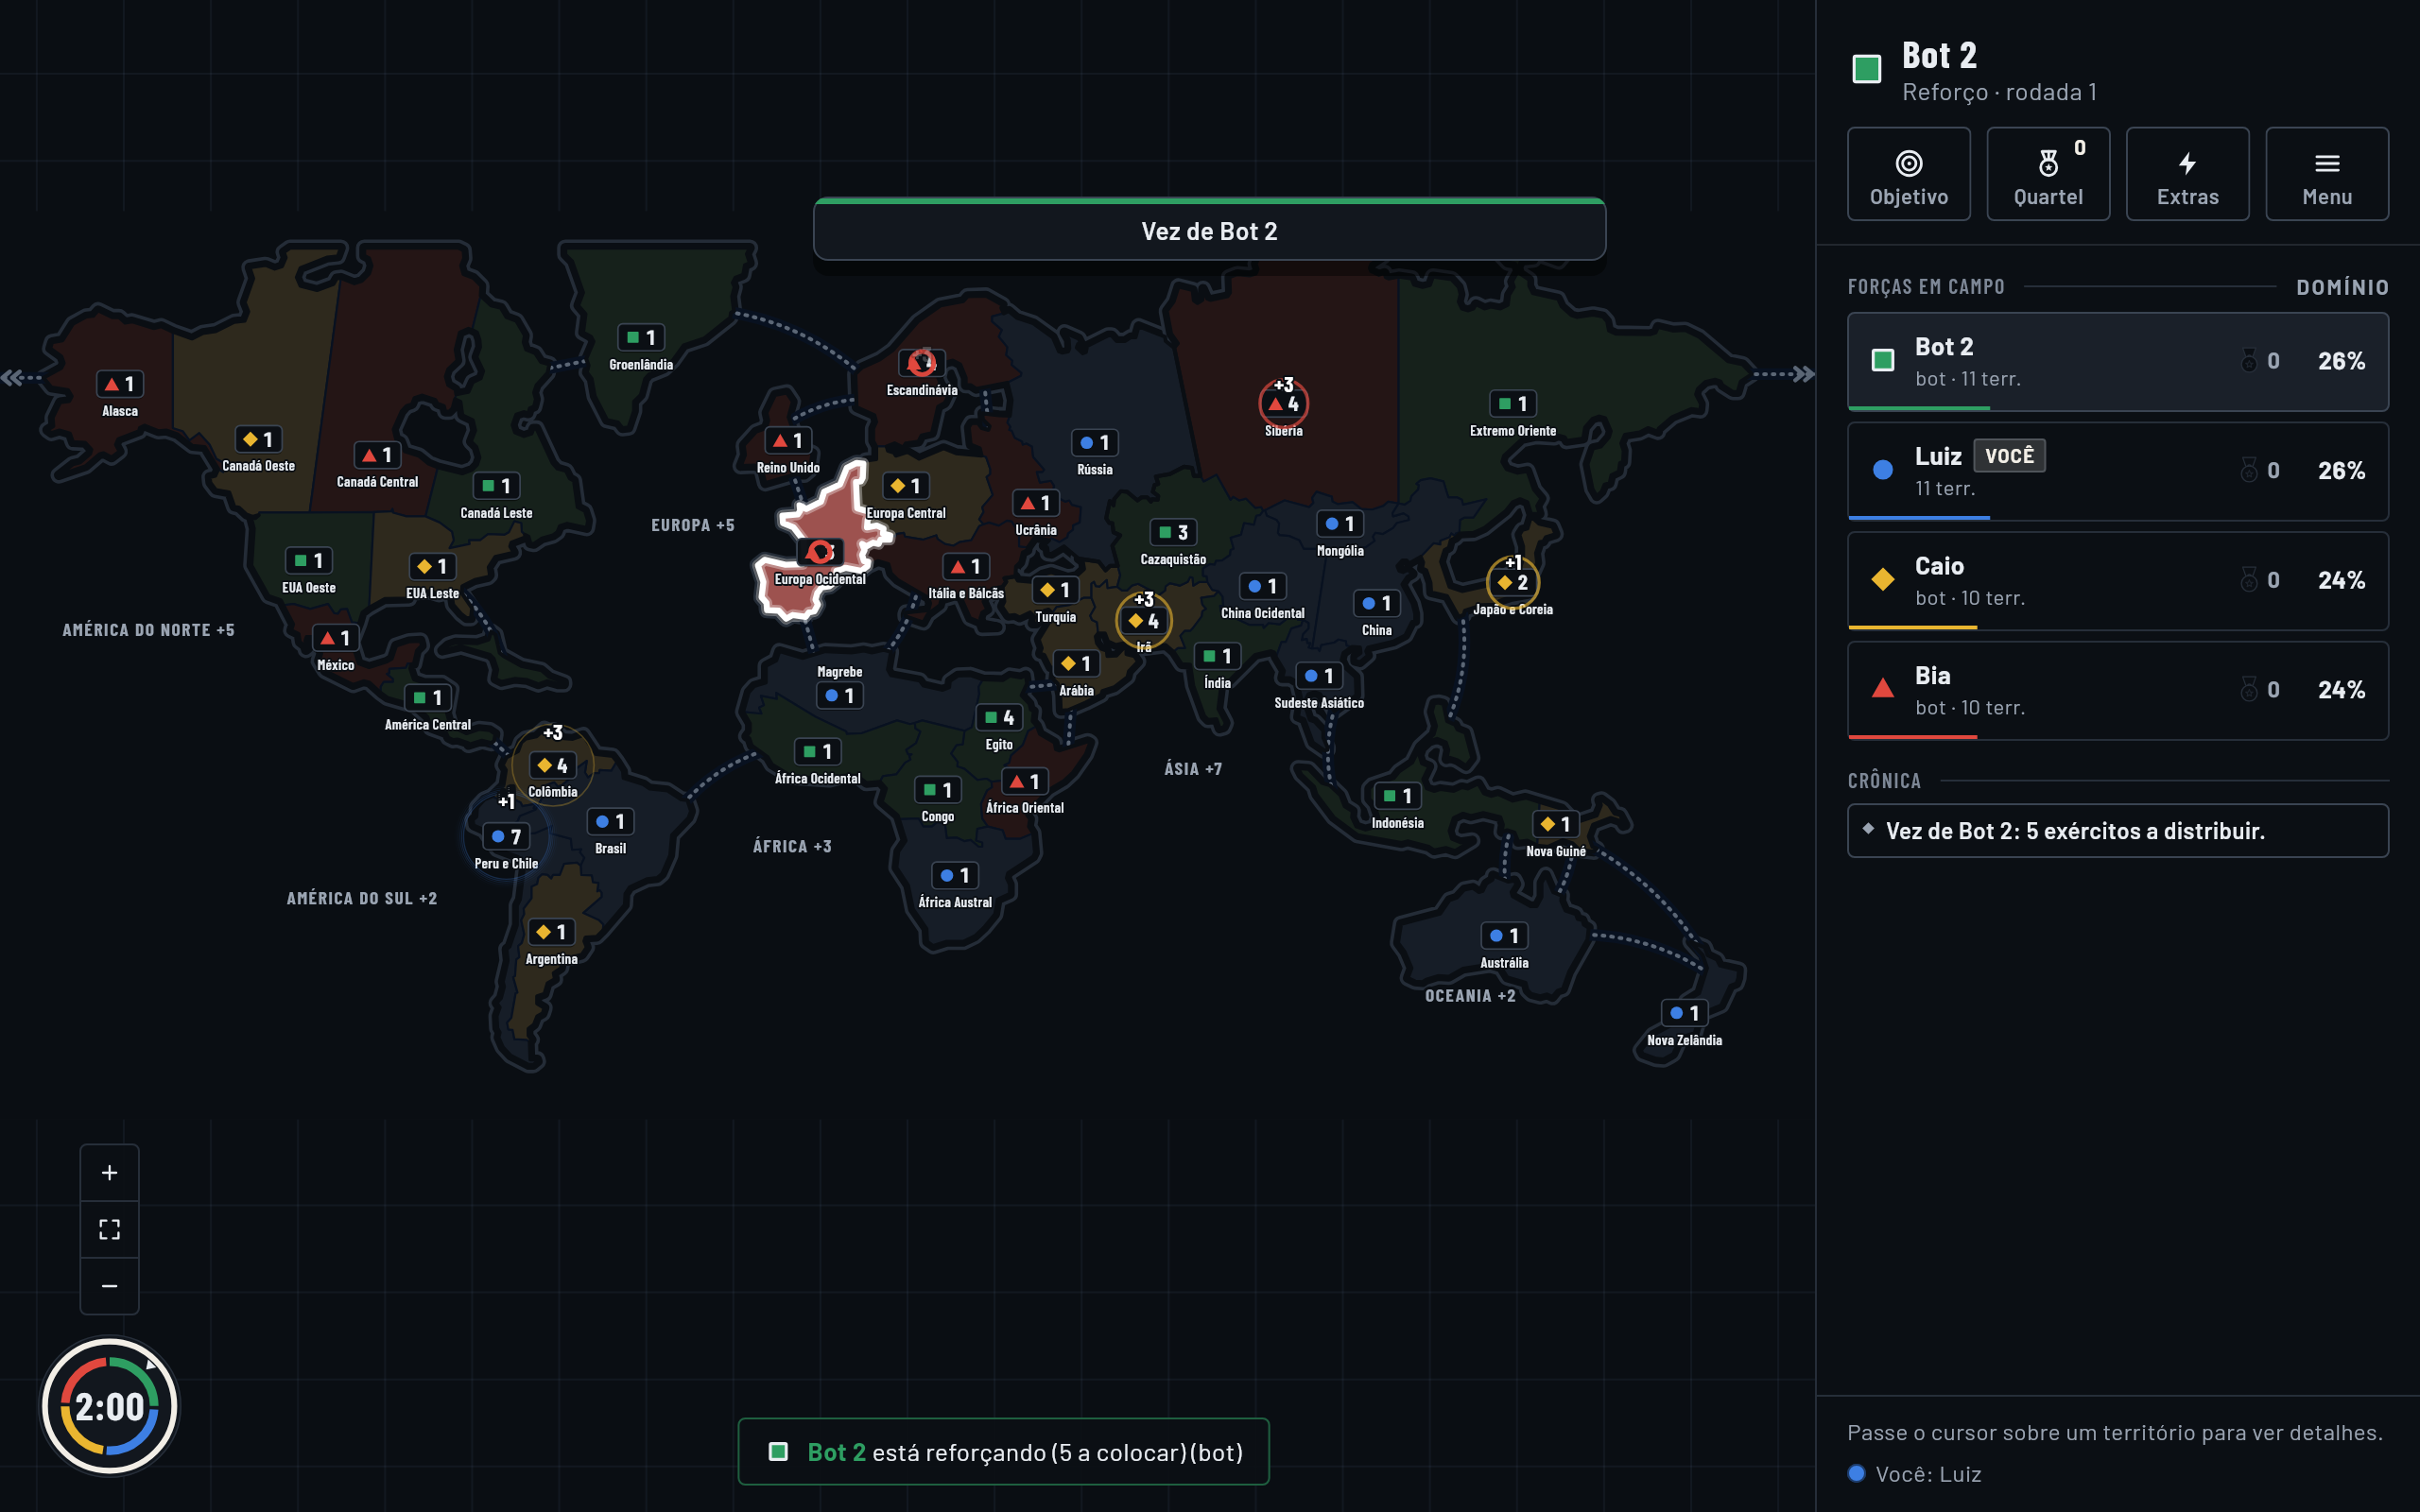 Bot 2
Reforço · rodada 1
Objetivo
0
Quartel
Extras
Menu
Vez de Bot 2
FORÇAS EM CAMPO
DOMÍNIO
Bot 2
bot · 11 terr.
0
26%
Luiz
VOCÊ
11 terr.
0
26%
Caio
bot · 10 terr.
0
24%
Bia
bot · 10 terr.
0
24%
CRÔNICA
Vez de Bot 2: 5 exércitos a distribuir.
Passe o cursor sobre um território para ver detalhes.
Você: Luiz
1
Groenlândia
1
Alasca
1
Canadá Oeste
1
Canadá Central
1
Canadá Leste
1
EUA Oeste
1
EUA Leste
1
México
1
América Central
AMÉRICA DO NORTE +5
+3
4
Colômbia
+1
7
Peru e Chile
1
Brasil
1
Argentina
AMÉRICA DO SUL +2
Escandinávia
1
Reino Unido
1
Europa Central
EUROPA +5
Europa Ocidental
1
Ucrânia
1
Itália e Bálcãs
1
Rússia
+3
4
Sibéria
1
Extremo Oriente
3
Cazaquistão
1
Mongólia
1
China Ocidental
1
China
+1
2
Japão e Coreia
1
Turquia
+3
4
Irã
1
Arábia
1
Índia
1
Sudeste Asiático
ÁSIA +7
Magrebe
1
4
Egito
1
África Ocidental
1
Congo
1
África Oriental
1
África Austral
ÁFRICA +3
1
Indonésia
1
Nova Guiné
1
Austrália
OCEANIA +2
1
Nova Zelândia
+
−
2:00
Bot 2 está reforçando (5 a colocar) (bot)